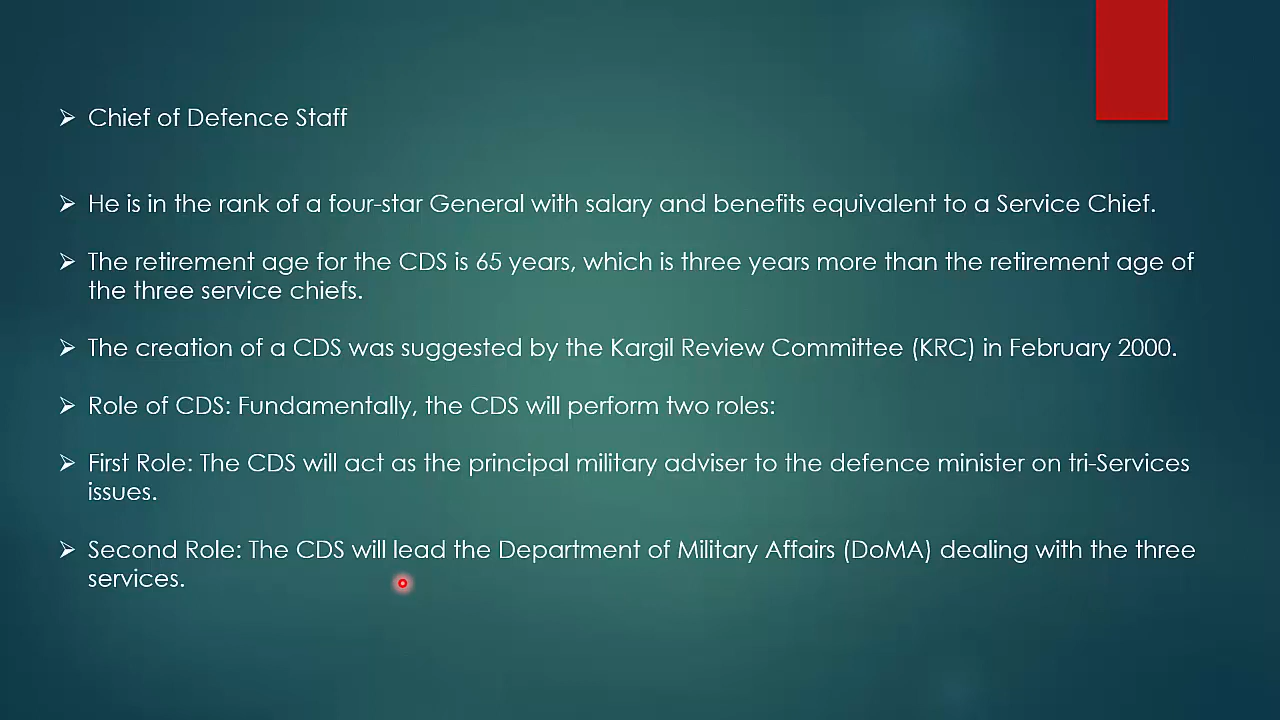 Chief of Defence Staff
He is in the rank of a four-star General with salary and benefits equivalent to a Service Chief.
The retirement age for the CDS is 65 years, which is three years more than the retirement age of
the three service chiefs.
The creation of a CDS was suggested by the Kargil Review Committee (KRC) in February 2000.
Role of CDS: Fundamentally, the CDS will perform two roles:
First Role: The CDS will act as the principal military adviser to the defence minister on tri-Services
issues.
Second Role: The CDS will lead the Department of Military Affairs (DoMA) dealing with the three
services.